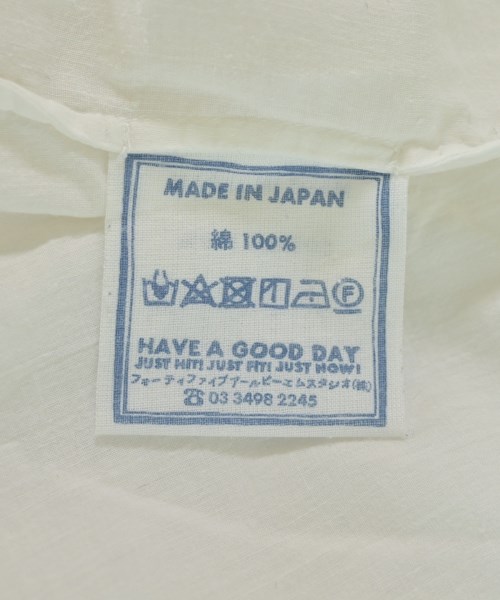 MADE IN JAPAN
綿 100%
F
HAVE A GOOD DAY
JUST HIT! JUST FIT! JUST NOW!
フォーティファイブアールピーエムスタジオ(株)
☎ 03 3498 2245